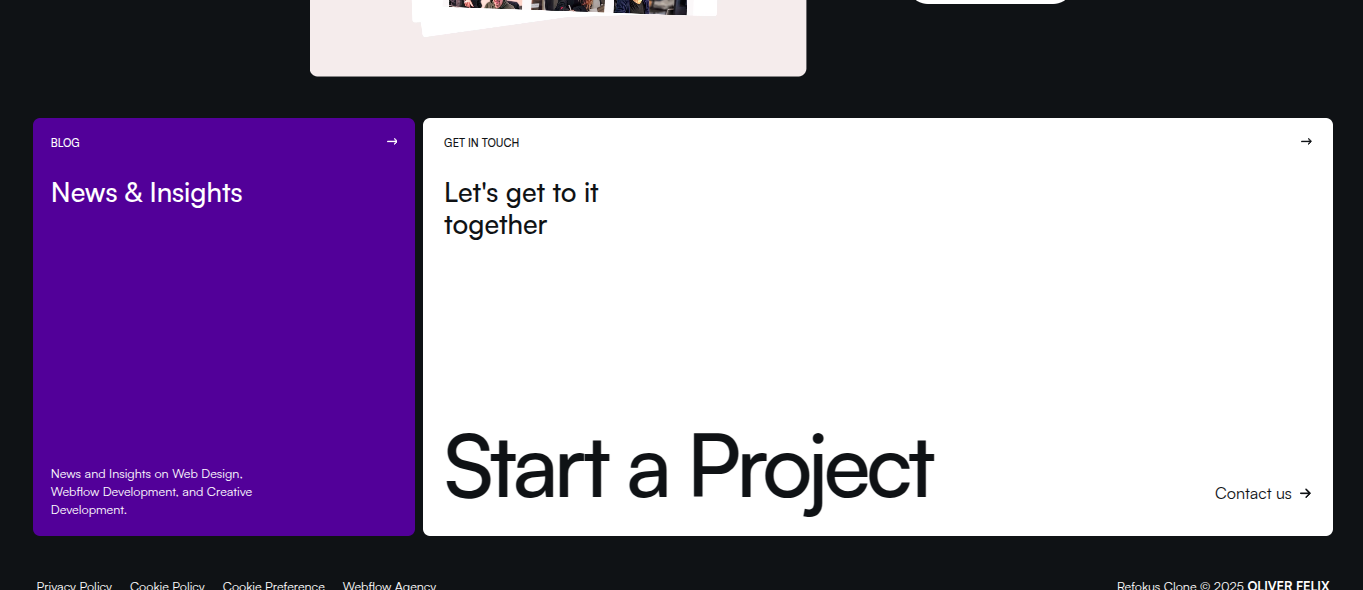 BLOG →
News & Insights
News and Insights on Web Design,
Webflow Development, and Creative
Development.
GET IN TOUCH →
Let's get to it
together
Start a Project
Contact us →
Privacy Policy Cookie Policy Cookie Preference Webflow Agency
Refokus Clone © 2025 OLIVER FELIX